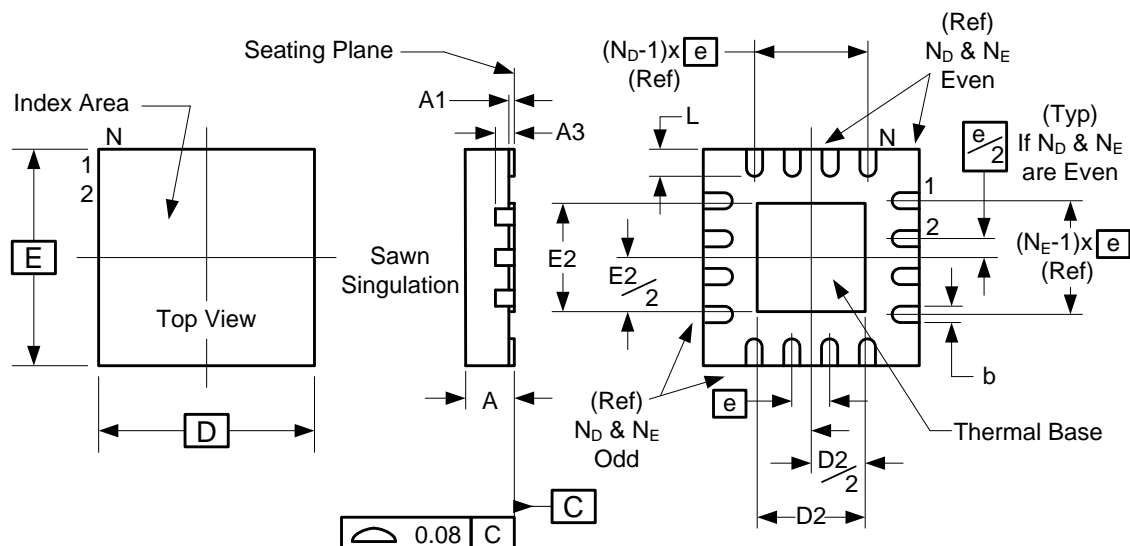 Seating Plane
Index Area
N
1
2
E
Top View
D
A1
A3
Sawn
Singulation
A
C
0.08 C
(N_D-1)x e
(Ref)
L
(Ref)
N_D & N_E
Even
N
(Typ)
e/2 If N_D & N_E
are Even
1
2
E2
E2/2
(N_E-1)x e
(Ref)
b
e
(Ref)
N_D & N_E
Odd
Thermal Base
D2/2
D2